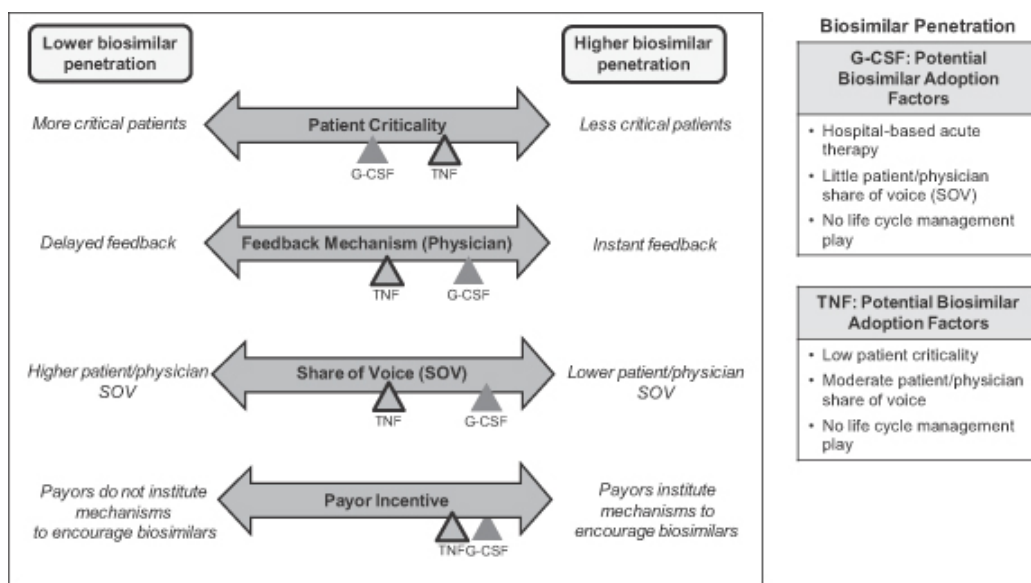 Lower biosimilar
penetration
Higher biosimilar
penetration
More critical patients
Patient Criticality
Less critical patients
G-CSF
TNF
Delayed feedback
Feedback Mechanism (Physician)
Instant feedback
TNF
G-CSF
Higher patient/physician
SOV
Share of Voice (SOV)
Lower patient/physician
SOV
TNF
G-CSF
Payors do not institute
mechanisms
to encourage biosimilars
Payor Incentive
Payors institute
mechanisms to
encourage biosimilars
TNF
G-CSF
Biosimilar Penetration
G-CSF: Potential
Biosimilar Adoption
Factors
• Hospital-based acute
therapy
• Little patient/physician
share of voice (SOV)
• No life cycle management
play
TNF: Potential Biosimilar
Adoption Factors
• Low patient criticality
• Moderate patient/physician
share of voice
• No life cycle management
play